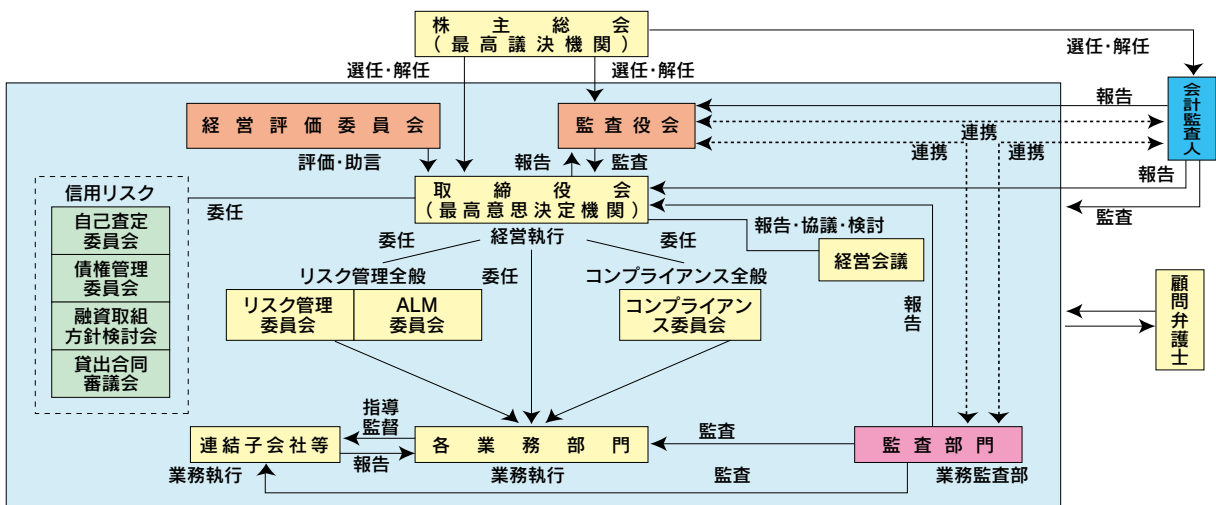 株主総会
(最高議決機関)
選任・解任
選任・解任
選任・解任
会計監査人
経営評価委員会
監査役会
報告
連携
連携
連携
評価・助言
報告
監査
報告
監査
取締役会
(最高意思決定機関)
経営執行
信用リスク
自己査定
委員会
債権管理
委員会
融資取組
方針検討会
貸出合同
審議会
委任
委任
委任
委任
報告・協議・検討
経営会議
リスク管理全般
コンプライアンス全般
リスク管理
委員会
ALM
委員会
コンプライアン
ス委員会
報告
顧問弁護士
指導
監督
連結子会社等
報告
業務執行
各業務部門
業務執行
監査
監査
監査部門
業務監査部